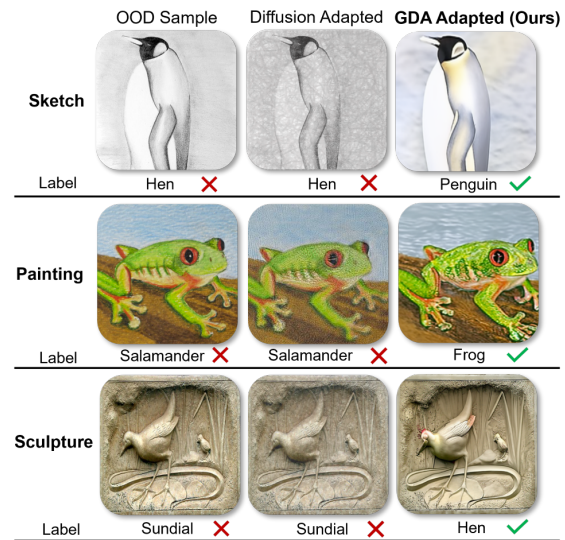 OOD Sample Diffusion Adapted GDA Adapted (Ours)
Sketch
Label Hen Hen Penguin
Painting
Label Salamander Salamander Frog
Sculpture
Label Sundial Sundial Hen